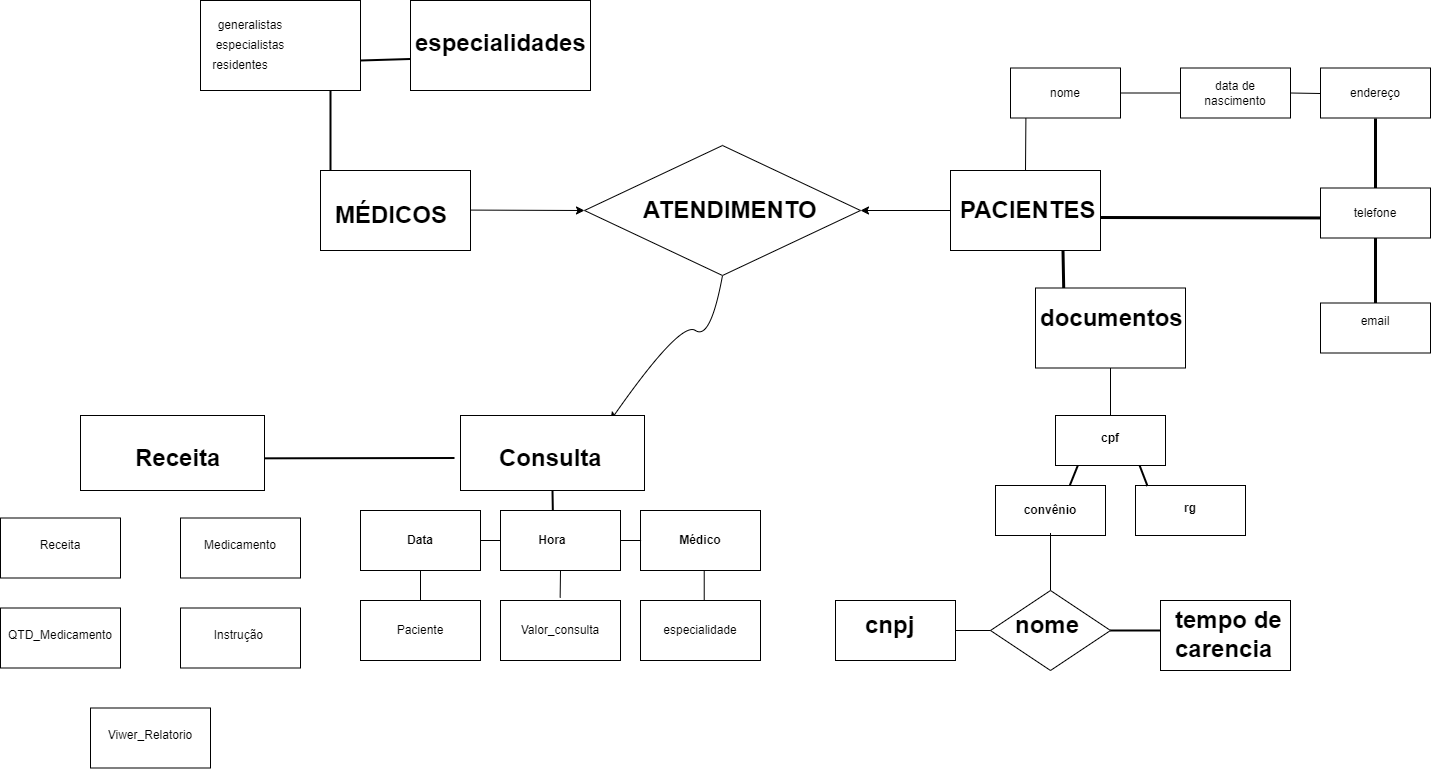 generalistas
especialistas
residentes
especialidades
nome
data de
nascimento
endereço
MÉDICOS
ATENDIMENTO
PACIENTES
telefone
documentos
email
Receita
Consulta
cpf
convênio
rg
Receita
Medicamento
Data
Hora
Médico
QTD_Medicamento
Instrução
Paciente
Valor_consulta
especialidade
cnpj
nome
tempo de
carencia
Viwer_Relatorio